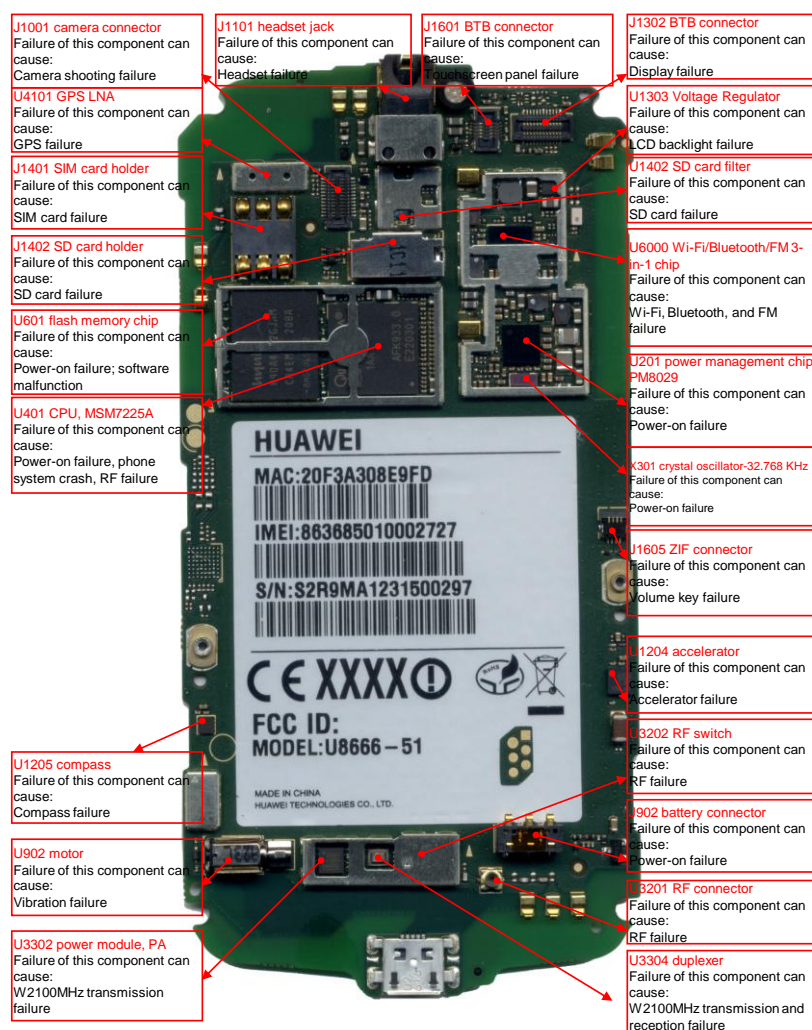 J1001 camera connector
Failure of this component can
cause:
Camera shooting failure
U4101 GPS LNA
Failure of this component can
cause:
GPS failure
J1401 SIM card holder
Failure of this component can
cause:
SIM card failure
J1402 SD card holder
Failure of this component can
cause:
SD card failure
U601 flash memory chip
Failure of this component can
cause:
Power-on failure; software
malfunction
U401 CPU, MSM7225A
Failure of this component can
cause:
Power-on failure, phone
system crash, RF failure
U1205 compass
Failure of this component can
cause:
Compass failure
U902 motor
Failure of this component can
cause:
Vibration failure
U3302 power module, PA
Failure of this component can
cause:
W2100MHz transmission
failure
J1101 headset jack
Failure of this component can
cause:
Headset failure
J1601 BTB connector
Failure of this component can
cause:
Touchscreen panel failure
AFK933.0
E220301
HUAWEI
MAC:20F3A308E9FD
IMEI:863685010002727
S/N:S2R9MA1231500297
CE XXXX
FCC ID:
MODEL:U8666-51
MADE IN CHINA
HUAWEI TECHNOLOGIES CO., LTD.
J1302 BTB connector
Failure of this component can
cause:
Display failure
U1303 Voltage Regulator
Failure of this component can
cause:
LCD backlight failure
U1402 SD card filter
Failure of this component can
cause:
SD card failure
U6000 Wi-Fi/Bluetooth/FM 3-
in-1 chip
Failure of this component can
cause:
Wi-Fi, Bluetooth, and FM
failure
U201 power management chip
PM8029
Failure of this component can
cause:
Power-on failure
X301 crystal oscillator-32.768 KHz
Failure of this component can
cause:
Power-on failure
J1605 ZIF connector
Failure of this component can
cause:
Volume key failure
U1204 accelerator
Failure of this component can
cause:
Accelerator failure
U3202 RF switch
Failure of this component can
cause:
RF failure
J902 battery connector
Failure of this component can
cause:
Power-on failure
U3201 RF connector
Failure of this component can
cause:
RF failure
U3304 duplexer
Failure of this component can
cause:
W2100MHz transmission and
reception failure